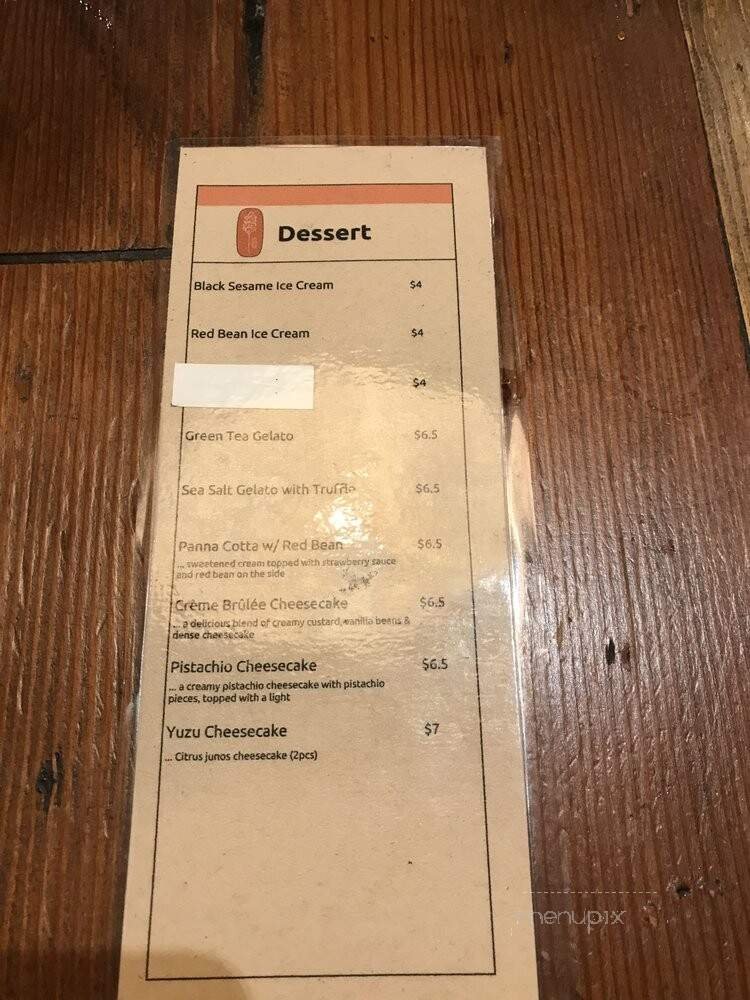 Dessert
Black Sesame Ice Cream $4
Red Bean Ice Cream $4
$4
Green Tea Gelato $6.5
Sea Salt Gelato with Truffle $6.5
Panna Cotta w/ Red Bean $6.5
... sweetened cream topped with strawberry sauce
and red bean on the side
Crème Brûlée Cheesecake $6.5
... a delicious blend of creamy custard, vanilla beans &
dense cheesecake
Pistachio Cheesecake $6.5
... a creamy pistachio cheesecake with pistachio
pieces, topped with a light
Yuzu Cheesecake $7
... Citrus junos cheesecake (2pcs)
menupix